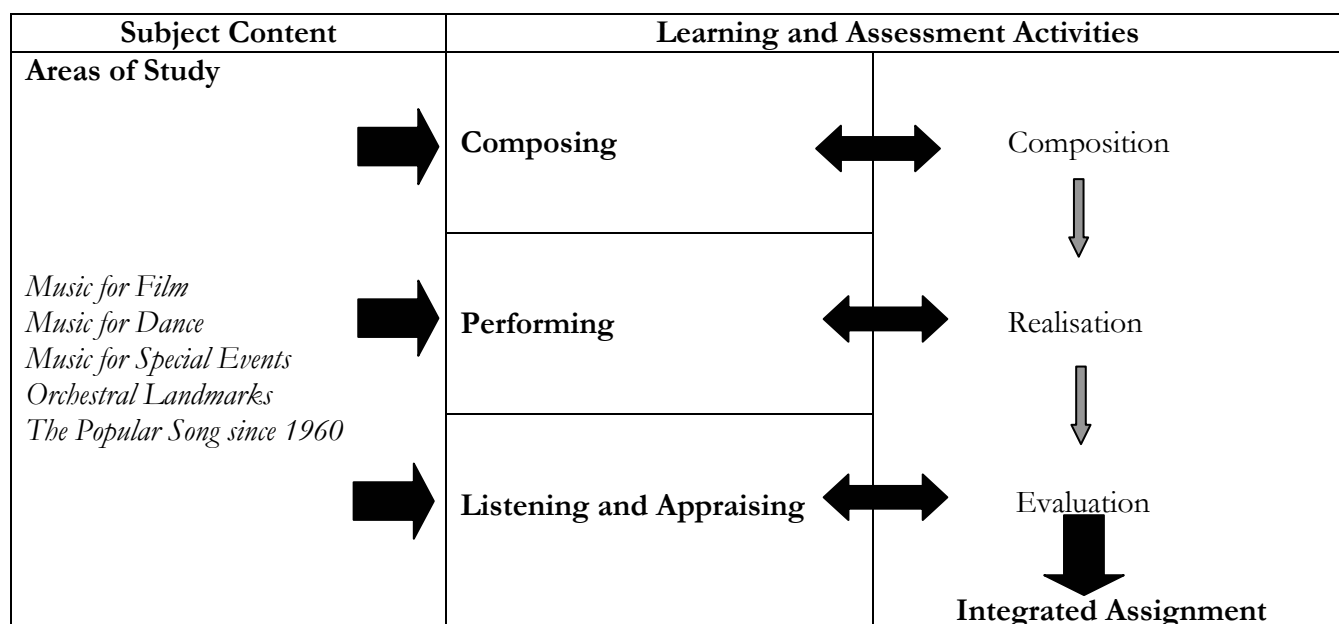 Subject Content
Learning and Assessment Activities
Areas of Study
Composing
Composition
Music for Film
Music for Dance
Music for Special Events
Orchestral Landmarks
The Popular Song since 1960
Performing
Realisation
Listening and Appraising
Evaluation
Integrated Assignment